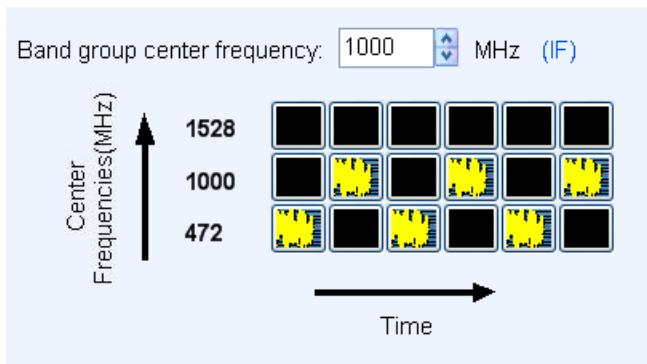 Band group center frequency: 1000 MHz (IF)
Center
Frequencies(MHz)
1528
1000
472
Time